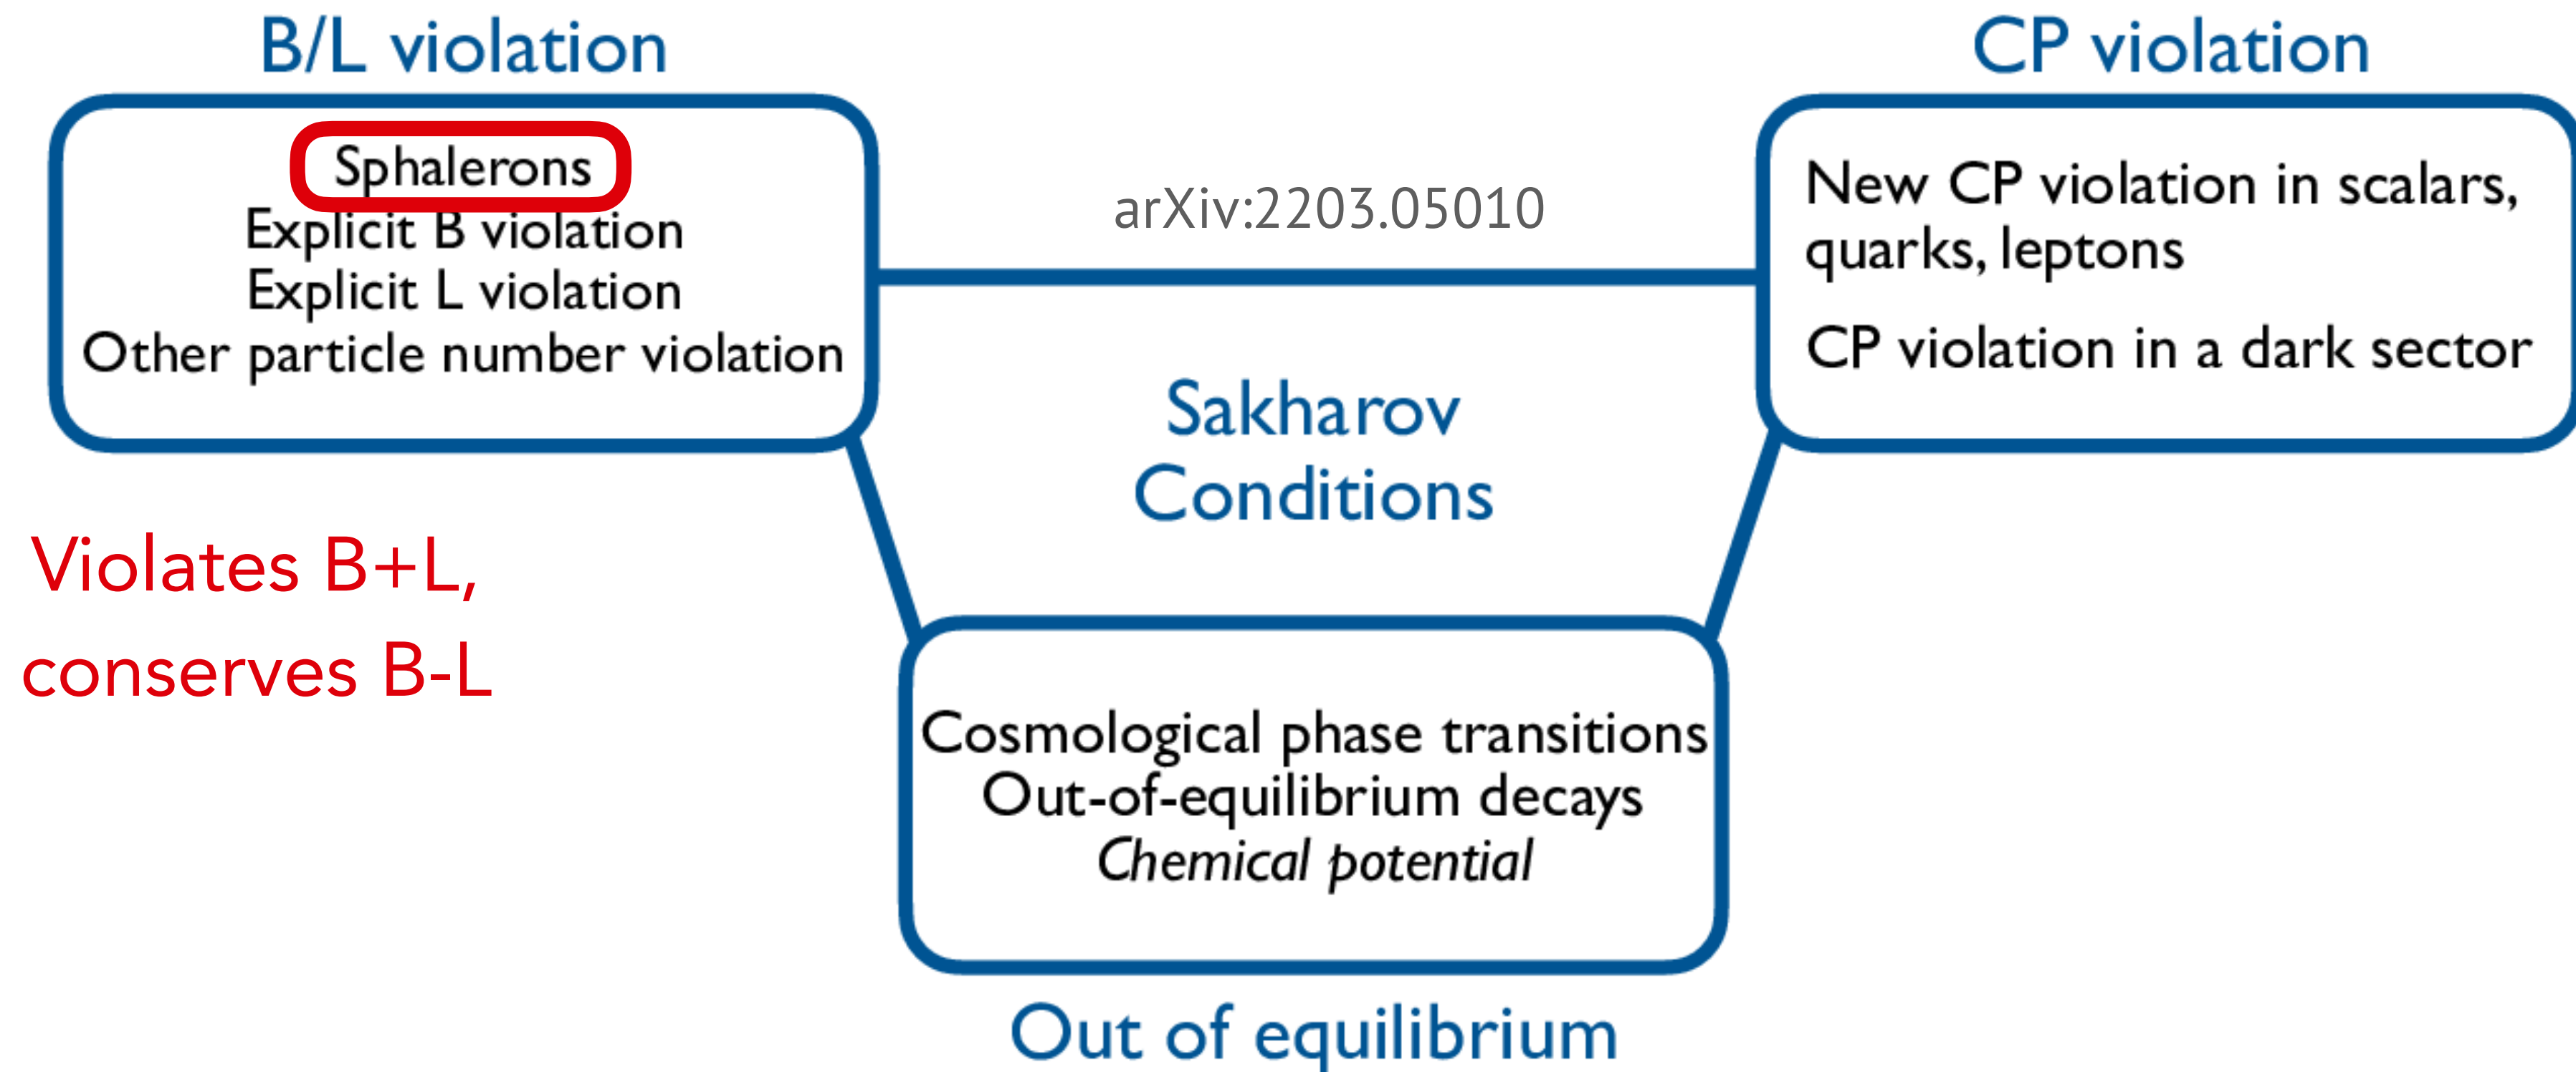 B/L violation
Sphalerons
Explicit B violation
Explicit L violation
Other particle number violation
Violates B+L,
conserves B-L
arXiv:2203.05010
Sakharov
Conditions
CP violation
New CP violation in scalars,
quarks, leptons
CP violation in a dark sector
Cosmological phase transitions
Out-of-equilibrium decays
Chemical potential
Out of equilibrium